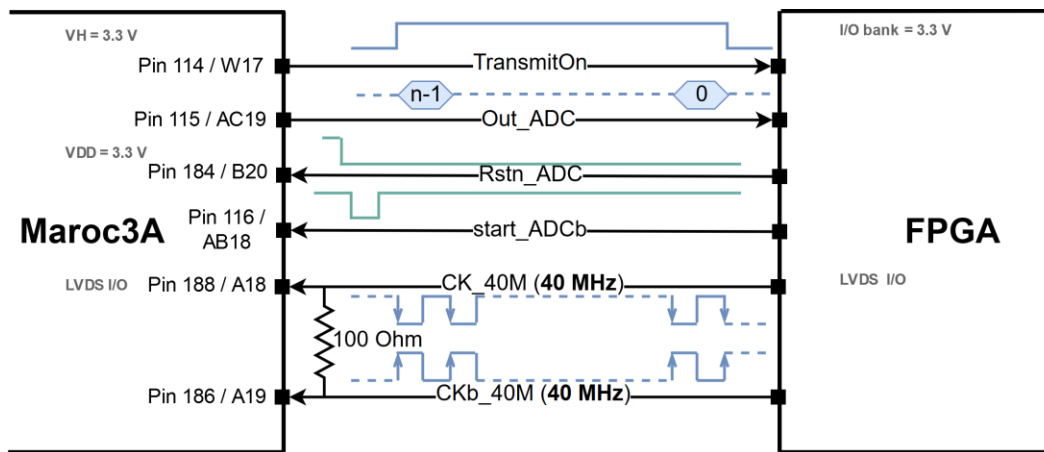 VH = 3.3 V
I/O bank = 3.3 V
Pin 114 / W17
TransmitOn
n-1
0
Pin 115 / AC19
Out_ADC
VDD = 3.3 V
Pin 184 / B20
Rstn_ADC
Pin 116 /
AB18
start_ADCb
Maroc3A
FPGA
LVDS I/O
Pin 188 / A18
CK_40M (40 MHz)
LVDS I/O
100 Ohm
Pin 186 / A19
CKb_40M (40 MHz)